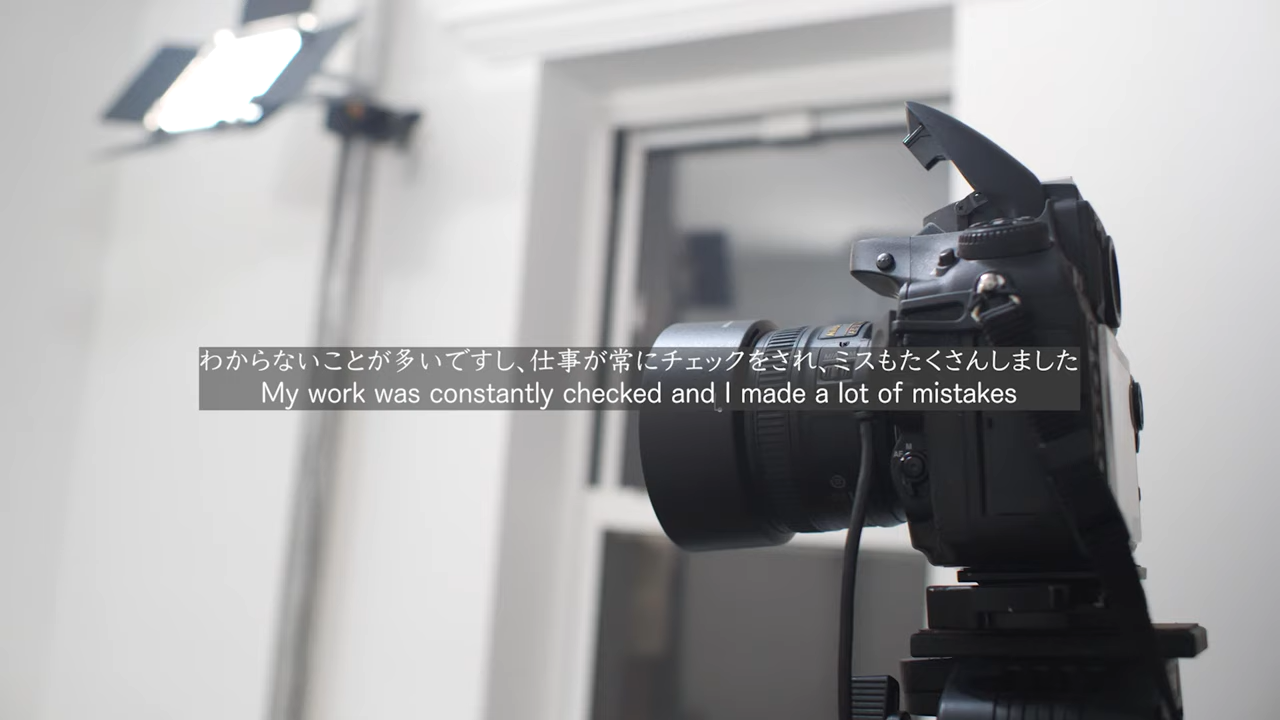 わからないことが多いですし、仕事が常にチェックをされ、ミスもたくさんしました
My work was constantly checked and I made a lot of mistakes